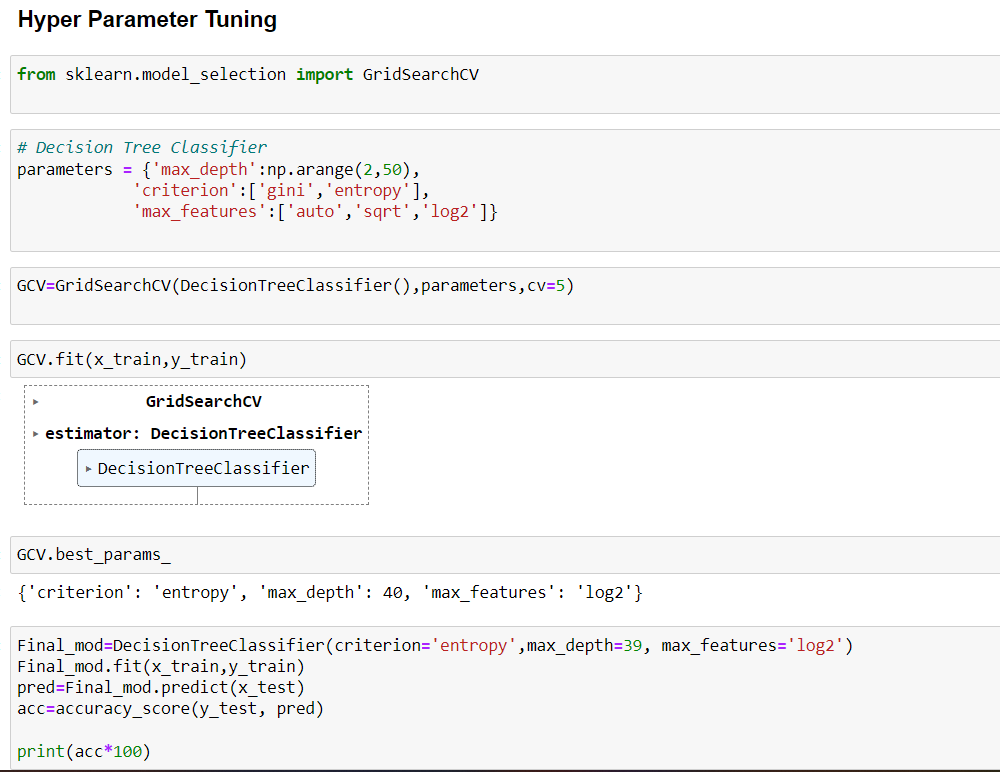 Hyper Parameter Tuning
from sklearn.model_selection import GridSearchCV
# Decision Tree Classifier
parameters = {'max_depth':np.arange(2,50),
'criterion':['gini','entropy'],
'max_features':['auto','sqrt','log2']}
GCV=GridSearchCV(DecisionTreeClassifier(),parameters,cv=5)
GCV.fit(x_train,y_train)
GridSearchCV
estimator: DecisionTreeClassifier
DecisionTreeClassifier
GCV.best_params_
{'criterion': 'entropy', 'max_depth': 40, 'max_features': 'log2'}
Final_mod=DecisionTreeClassifier(criterion='entropy',max_depth=39, max_features='log2')
Final_mod.fit(x_train,y_train)
pred=Final_mod.predict(x_test)
acc=accuracy_score(y_test, pred)
print(acc*100)